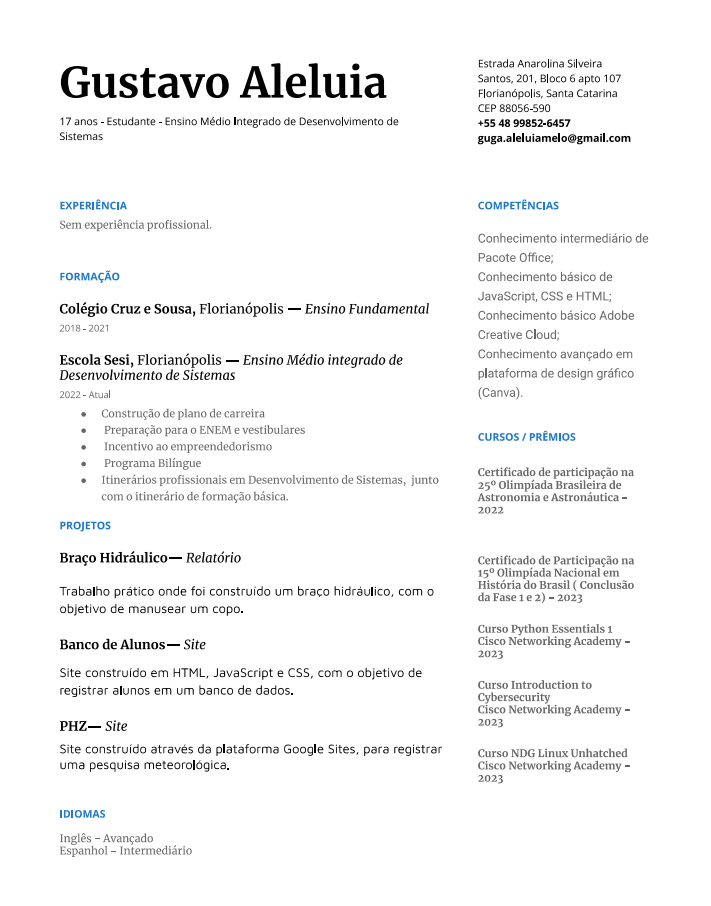 Gustavo Aleluia
17 anos - Estudante - Ensino Médio Integrado de Desenvolvimento de
Sistemas
Estrada Anarolina Silveira
Santos, 201, Bloco 6 apto 107
Florianópolis, Santa Catarina
CEP 88056-590
+55 48 99852-6457
guga.aleluiamelo@gmail.com
EXPERIÊNCIA
Sem experiência profissional.
FORMAÇÃO
Colégio Cruz e Sousa, Florianópolis — Ensino Fundamental
2018 - 2021
Escola Sesi, Florianópolis — Ensino Médio integrado de
Desenvolvimento de Sistemas
2022 - Atual
● Construção de plano de carreira
● Preparação para o ENEM e vestibulares
● Incentivo ao empreendedorismo
● Programa Bilíngue
● Itinerários profissionais em Desenvolvimento de Sistemas, junto
com o itinerário de formação básica.
PROJETOS
Braço Hidráulico— Relatório
Trabalho prático onde foi construído um braço hidráulico, com o
objetivo de manusear um copo.
Banco de Alunos— Site
Site construído em HTML, JavaScript e CSS, com o objetivo de
registrar alunos em um banco de dados.
PHZ— Site
Site construído através da plataforma Google Sites, para registrar
uma pesquisa meteorológica.
IDIOMAS
Inglês – Avançado
Espanhol – Intermediário
COMPETÊNCIAS
Conhecimento intermediário de
Pacote Office;
Conhecimento básico de
JavaScript, CSS e HTML;
Conhecimento básico Adobe
Creative Cloud;
Conhecimento avançado em
plataforma de design gráfico
(Canva).
CURSOS / PRÊMIOS
Certificado de participação na
25º Olimpíada Brasileira de
Astronomia e Astronáutica –
2022
Certificado de Participação na
15º Olimpíada Nacional em
História do Brasil ( Conclusão
da Fase 1 e 2) – 2023
Curso Python Essentials 1
Cisco Networking Academy –
2023
Curso Introduction to
Cybersecurity
Cisco Networking Academy –
2023
Curso NDG Linux Unhatched
Cisco Networking Academy –
2023